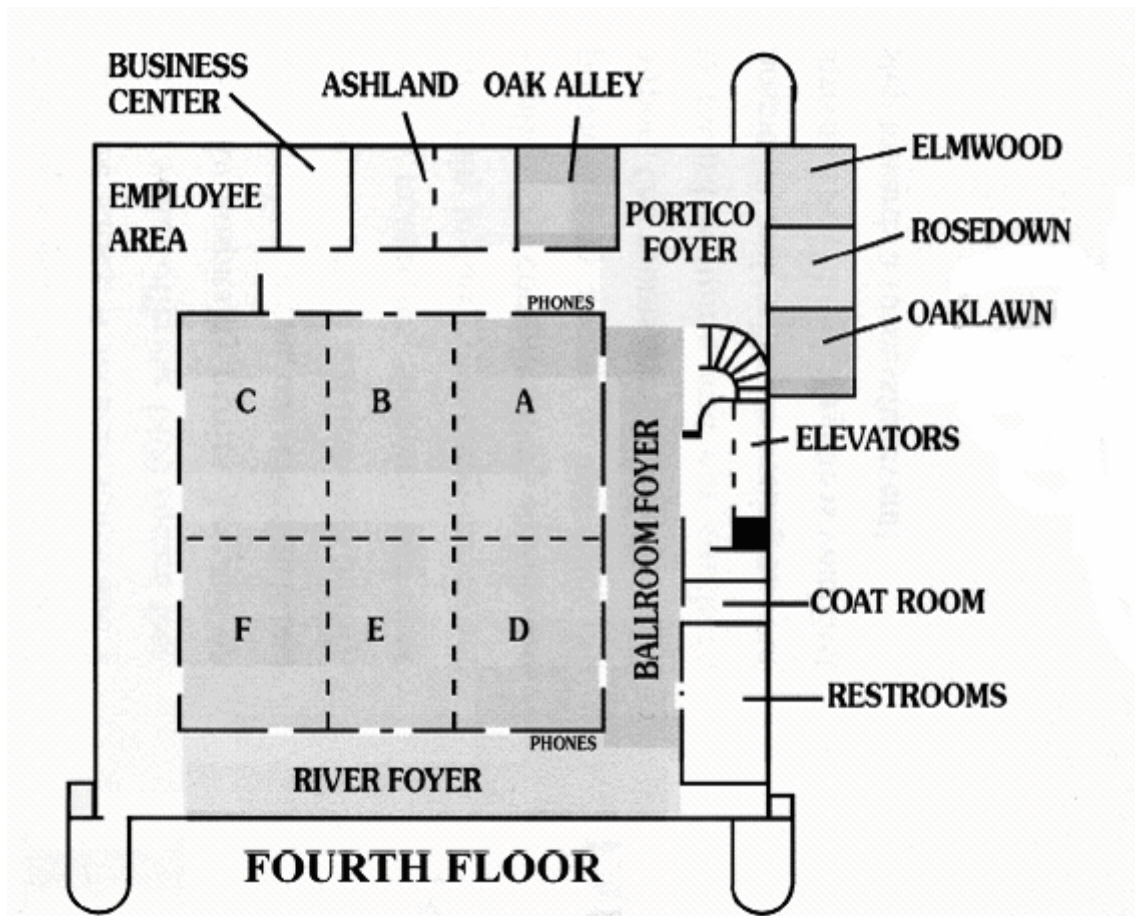 BUSINESS
CENTER
ASHLAND
OAK ALLEY
ELMWOOD
EMPLOYEE
AREA
PORTICO
FOYER
ROSEDOWN
OAKLAWN
PHONES
C
B
A
ELEVATORS
BALLROOM FOYER
F
E
D
COAT ROOM
RESTROOMS
PHONES
RIVER FOYER
FOURTH FLOOR